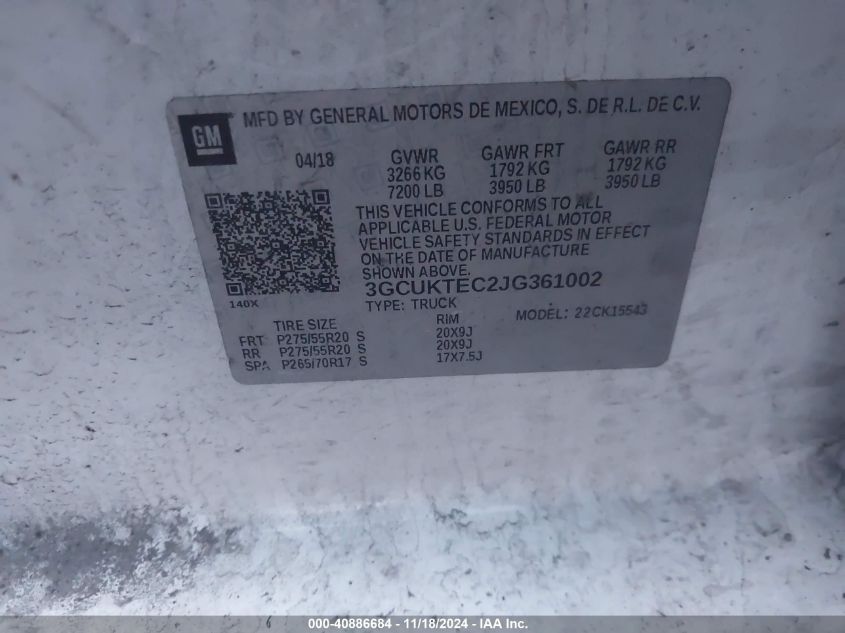 GM
MFD BY GENERAL MOTORS DE MEXICO, S. DE R.L. DE C.V.
04/18 GVWR GAWR FRT GAWR RR
3266 KG 1792 KG 1792 KG
7200 LB 3950 LB 3950 LB
THIS VEHICLE CONFORMS TO ALL
APPLICABLE U.S. FEDERAL MOTOR
VEHICLE SAFETY STANDARDS IN EFFECT
ON THE DATE OF MANUFACTURE
SHOWN ABOVE.
3GCUKTEC2JG361002
140X
TYPE: TRUCK
MODEL: 22CK15543
TIRE SIZE RIM
FRT P275/55R20 S 20X9J
RR P275/55R20 S 20X9J
SPA P265/70R17 S 17X7.5J
000-40886684 - 11/18/2024 - IAA Inc.